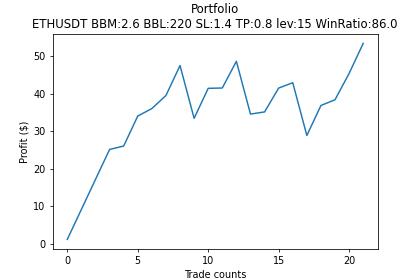 Portfolio
ETHUSDT BBM:2.6 BBL:220 SL:1.4 TP:0.8 lev:15 WinRatio:86.0
Profit ($)
50
40
30
20
10
0
0 5 10 15 20
Trade counts